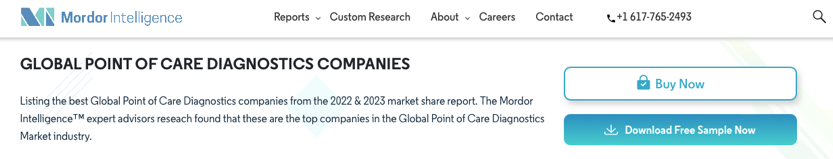 Mordor Intelligence
Reports
Custom Research
About
Careers
Contact
+1 617-765-2493
GLOBAL POINT OF CARE DIAGNOSTICS COMPANIES
Listing the best Global Point of Care Diagnostics companies from the 2022 & 2023 market share report. The Mordor
Intelligence™ expert advisors reseach found that these are the top companies in the Global Point of Care Diagnostics
Market industry.
Buy Now
Download Free Sample Now